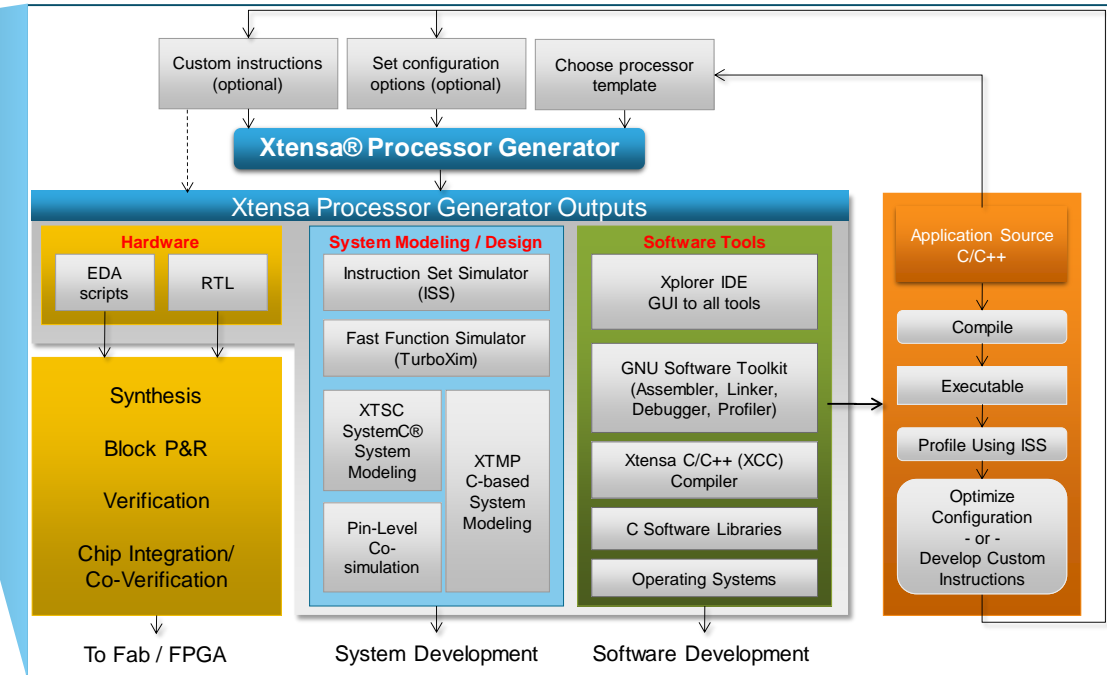 Custom instructions
(optional)
Set configuration
options (optional)
Choose processor
template
Xtensa® Processor Generator
Xtensa Processor Generator Outputs
Hardware
EDA
scripts
RTL
Synthesis
Block P&R
Verification
Chip Integration/
Co-Verification
To Fab / FPGA
System Modeling / Design
Instruction Set Simulator
(ISS)
Fast Function Simulator
(TurboXim)
XTSC
SystemC®
System
Modeling
Pin-Level
Co-
simulation
XTMP
C-based
System
Modeling
System Development
Software Tools
Xplorer IDE
GUI to all tools
GNU Software Toolkit
(Assembler, Linker,
Debugger, Profiler)
Xtensa C/C++ (XCC)
Compiler
C Software Libraries
Operating Systems
Software Development
Application Source
C/C++
Compile
Executable
Profile Using ISS
Optimize
Configuration
- or -
Develop Custom
Instructions